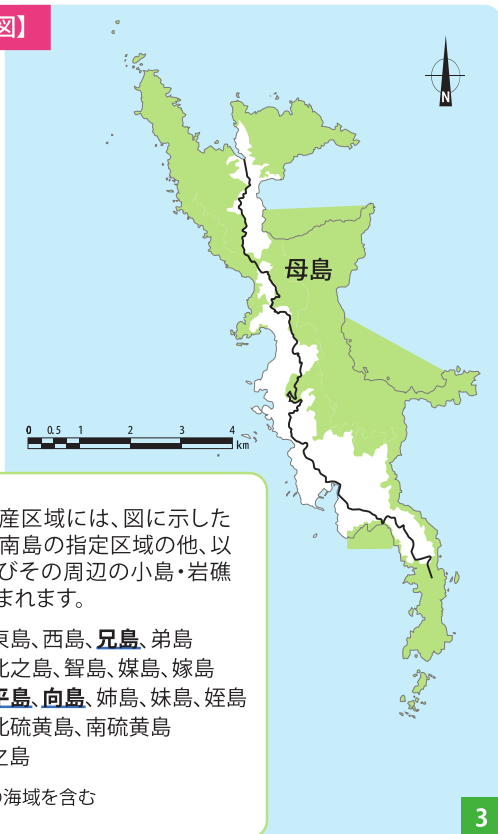 図】
N
母島
0 0.5 1 2 3 4
km
産区域には、図に示した
南島の指定区域の他、以
びその周辺の小島・岩礁
まれます。
東島、西島、兄島、弟島
之島、聟島、媒島、嫁島
平島、向島、姉島、妹島、姪島
北硫黄島、南硫黄島
之島
の海域を含む
3